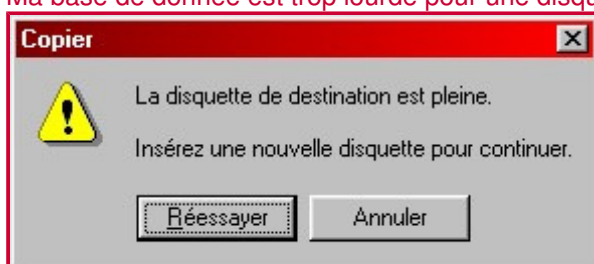 Ma base de donnée est trop lourde pour une disqu
Copier
La disquette de destination est pleine.
Insérez une nouvelle disquette pour continuer.
Réessayer
Annuler